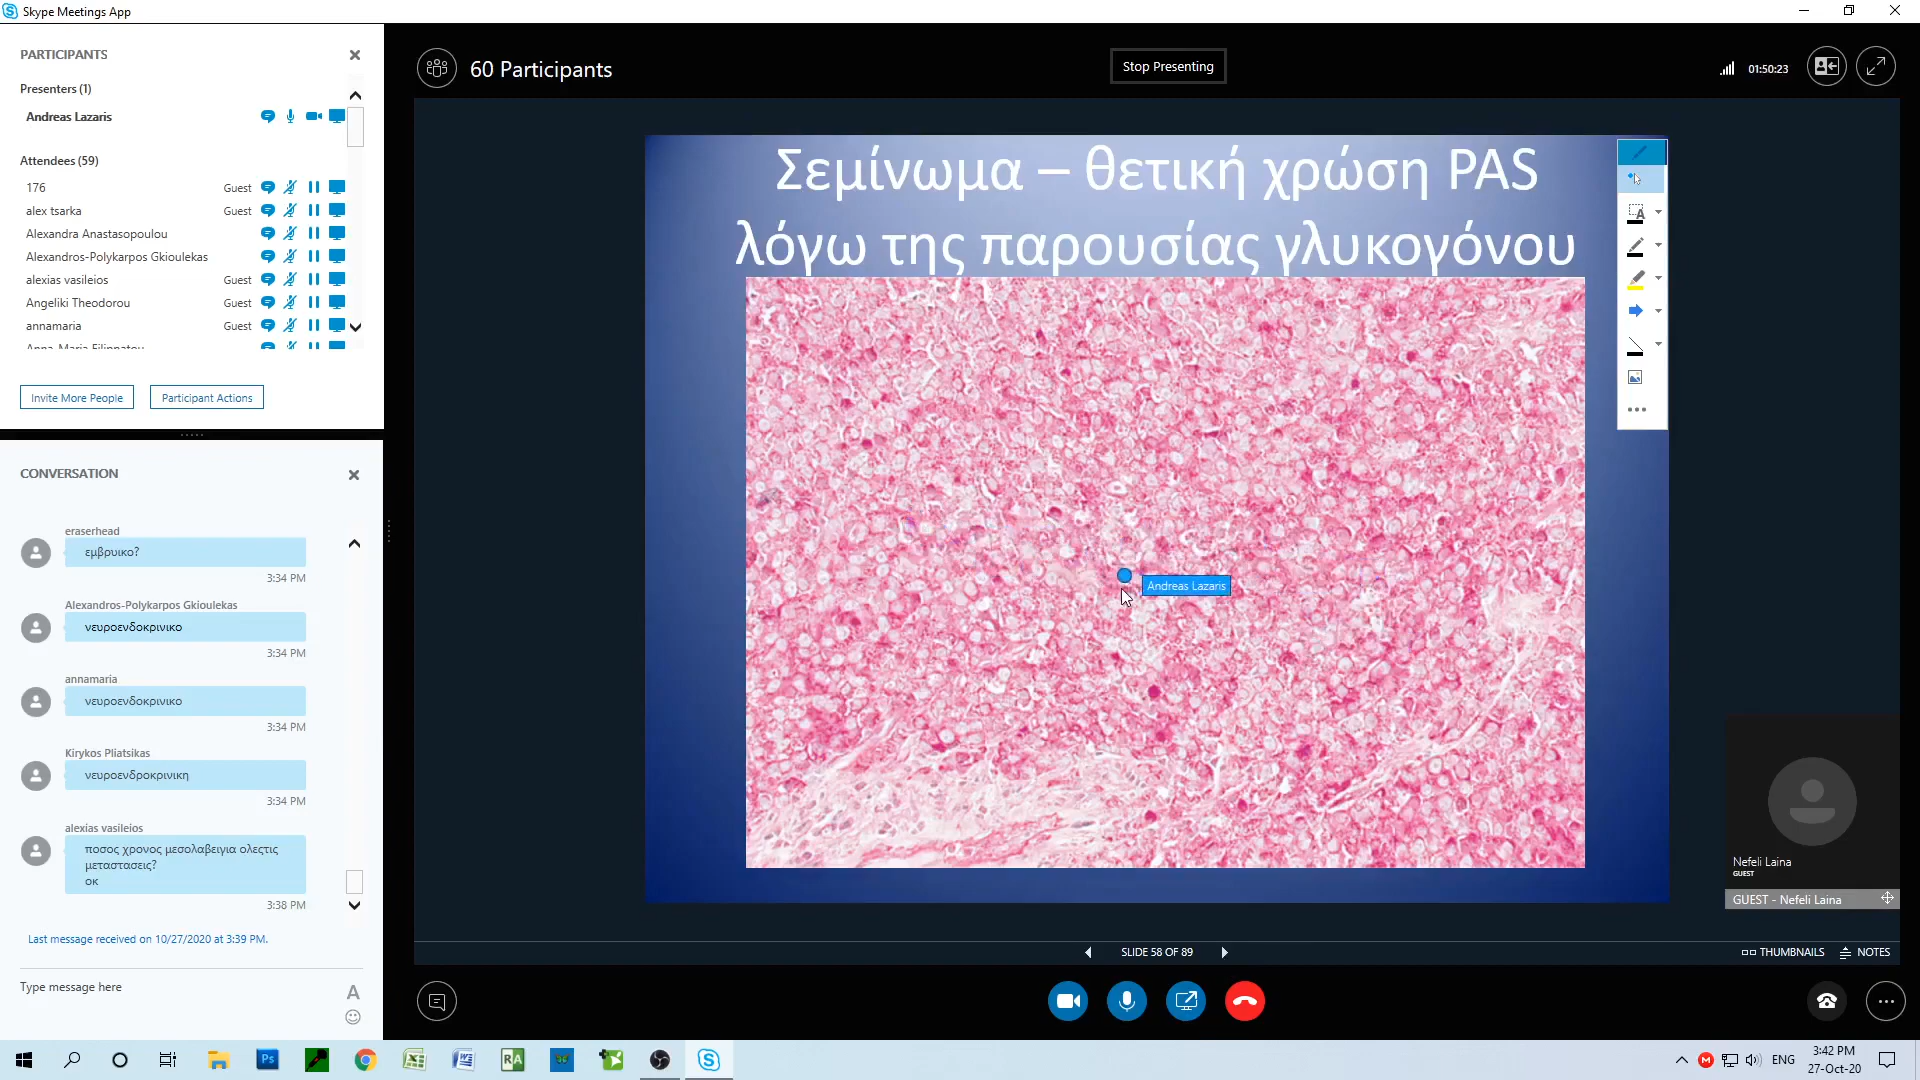 Skype Meetings App
PARTICIPANTS
Presenters (1)
Andreas Lazaris
Attendees (59)
176 Guest
alex tsarka Guest
Alexandra Anastasopoulou
Alexandros-Polykarpos Gkioulekas
alexias vasileios Guest
Angeliki Theodorou Guest
annamaria Guest
Invite More People
Participant Actions
CONVERSATION
eraserhead
εμβρυικο?
3:34 PM
Alexandros-Polykarpos Gkioulekas
νευροενδοκρινικο
3:34 PM
annamaria
νευροενδοκρινικο
3:34 PM
Kirykos Pliatsikas
νευροενδροκρινικη
3:34 PM
alexias vasileios
ποσος χρονος μεσολαβειγια ολεςτις
μεταστασεις?
οκ
3:38 PM
Last message received on 10/27/2020 at 3:39 PM.
Type message here
60 Participants
Stop Presenting
01:50:23
Σεμίνωμα – θετική χρώση PAS
λόγω της παρουσίας γλυκογόνου
Andreas Lazaris
Nefeli Laina
GUEST
GUEST - Nefeli Laina
SLIDE 58 OF 89
THUMBNAILS
NOTES
ENG
3:42 PM
27-Oct-20